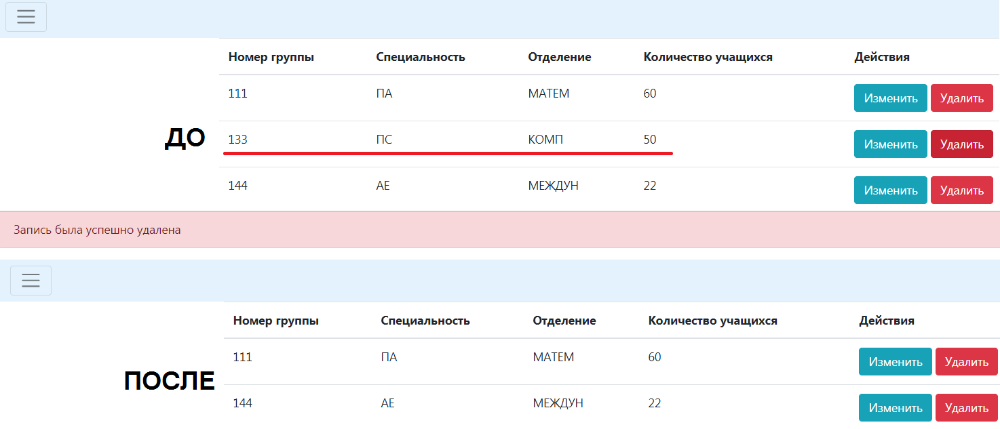 Номер группы Специальность Отделение Количество учащихся Действия
111 ПА МАТЕМ 60 Изменить Удалить
ДО 133 ПС КОМП 50 Изменить Удалить
144 АЕ МЕЖДУН 22 Изменить Удалить
Запись была успешно удалена
Номер группы Специальность Отделение Количество учащихся Действия
111 ПА МАТЕМ 60 Изменить Удалить
ПОСЛЕ
144 АЕ МЕЖДУН 22 Изменить Удалить